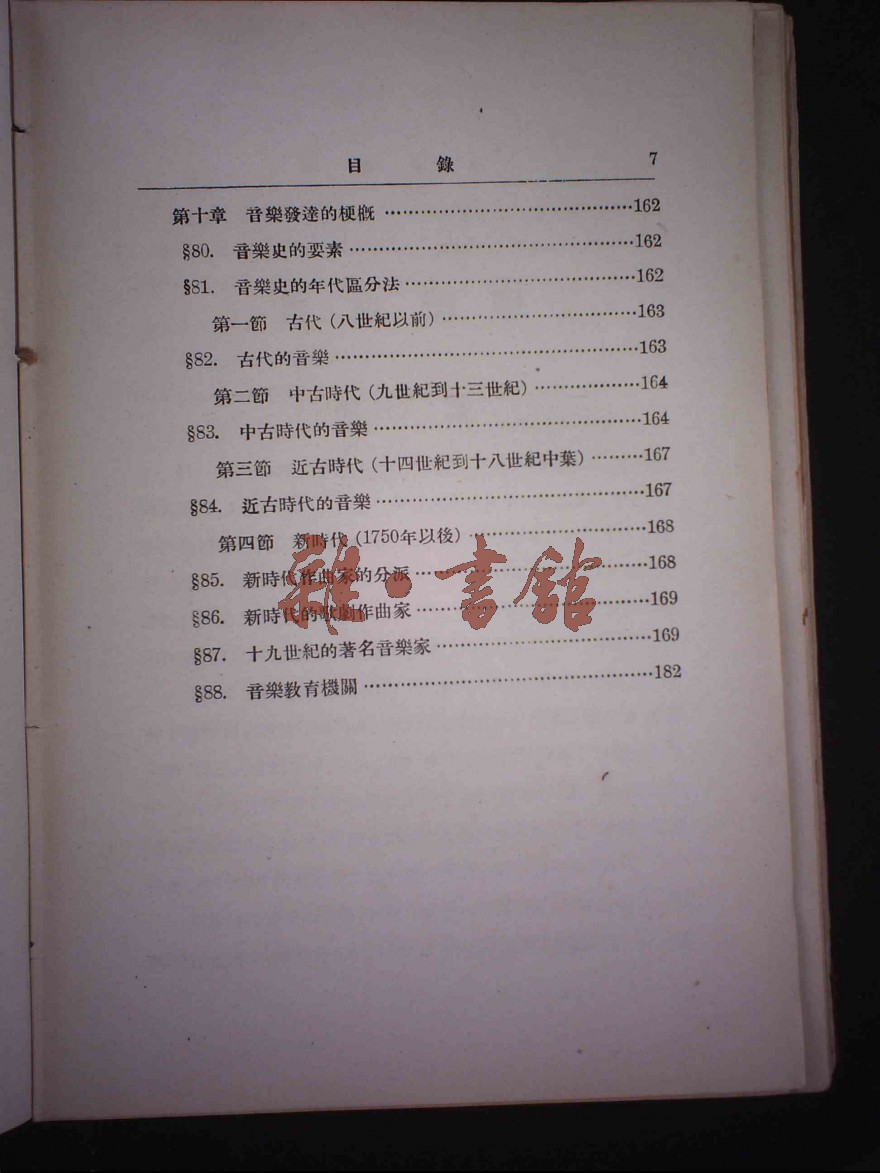 目 錄 7
第十章 音樂發達的梗概 ……………………………………162
§80. 音樂史的要素 …………………………………………162
§81. 音樂史的年代區分法 …………………………………162
第一節 古代 (八世紀以前) ……………………………163
§82. 古代的音樂 ……………………………………………163
第二節 中古時代 (九世紀到十三世紀) ………………164
§83. 中古時代的音樂 ………………………………………164
第三節 近古時代 (十四世紀到十八世紀中葉) ………167
§84. 近古時代的音樂 ………………………………………167
第四節 新時代 (1750年以後) …………………………168
§85. 新時代作曲家的分派 …………………………………168
§86. 新時代的歌劇作曲家 …………………………………169
§87. 十九世紀的著名音樂家 ………………………………169
§88. 音樂教育機關 …………………………………………182
雜·書館